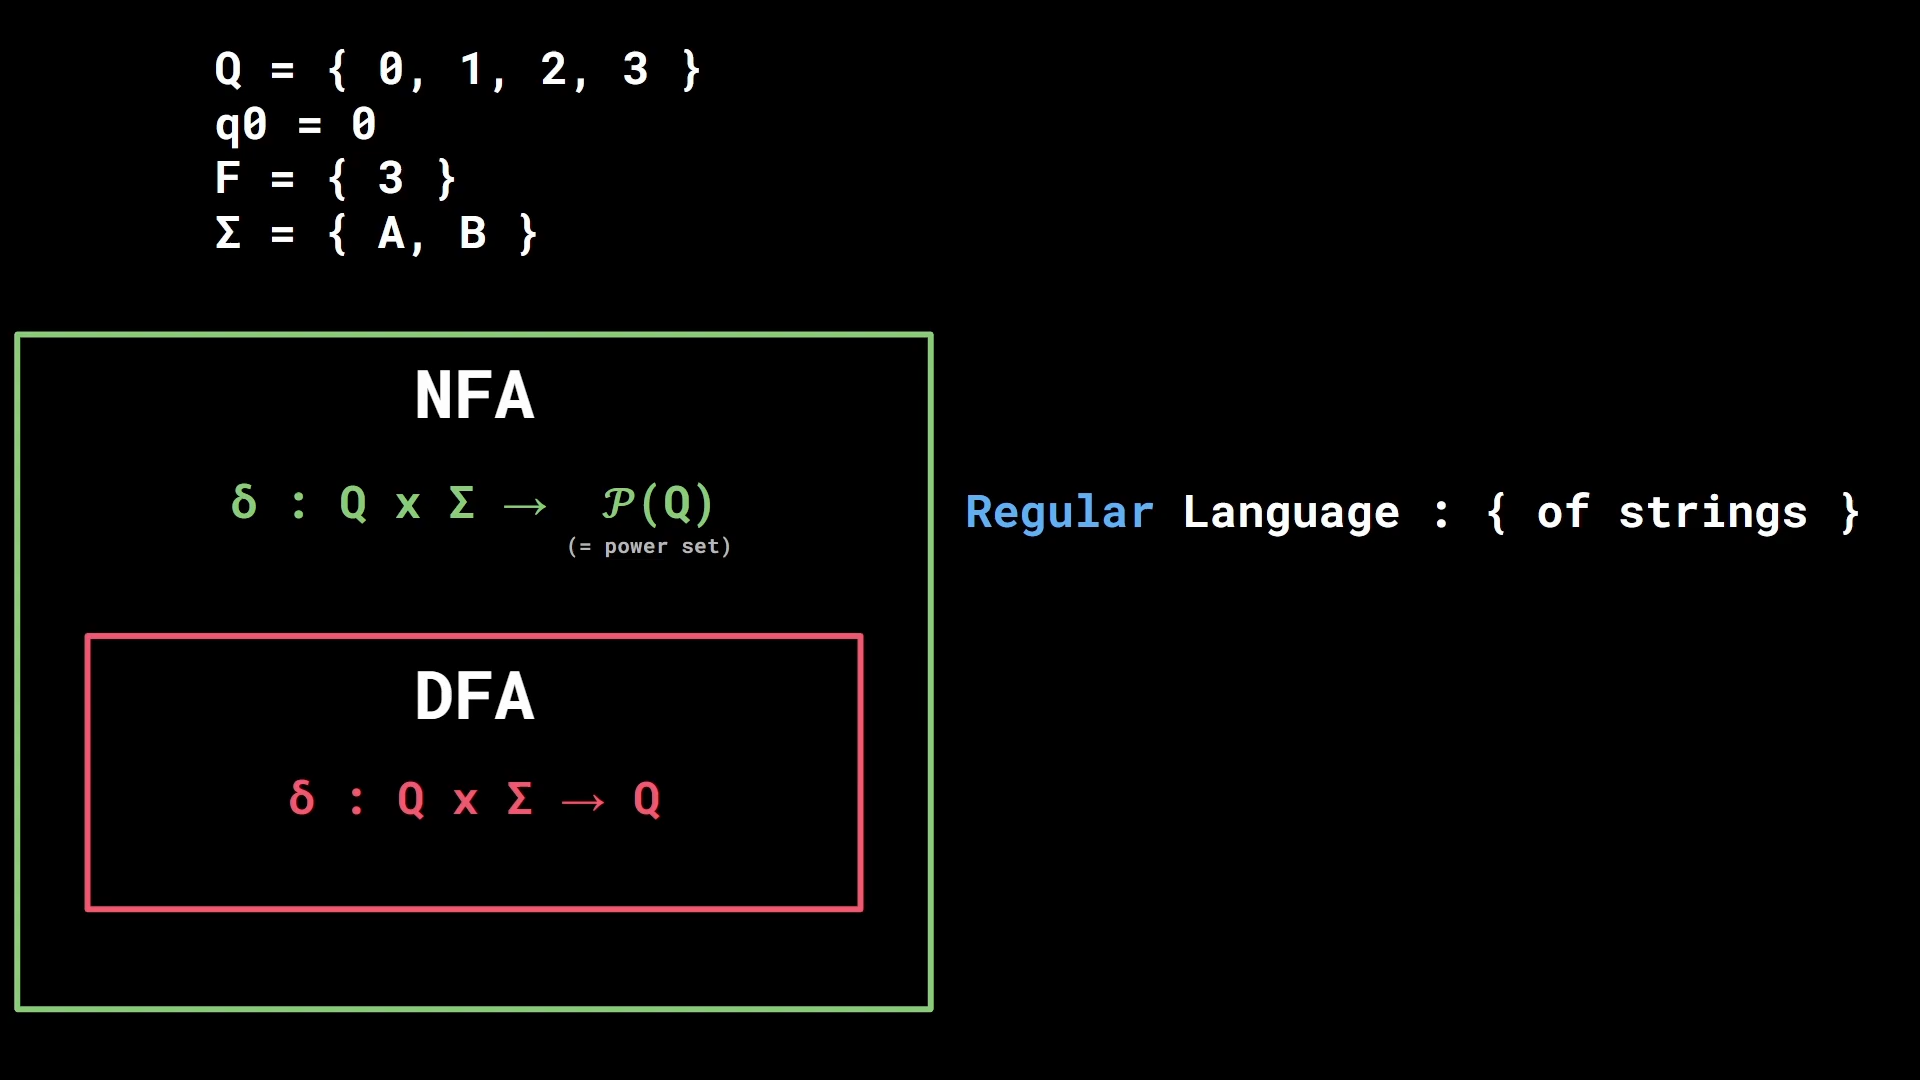 Q = { 0, 1, 2, 3 }
q0 = 0
F = { 3 }
Σ = { A, B }
NFA
δ : Q x Σ → 𝒫(Q)
(= power set)
Regular Language : { of strings }
DFA
δ : Q x Σ → Q